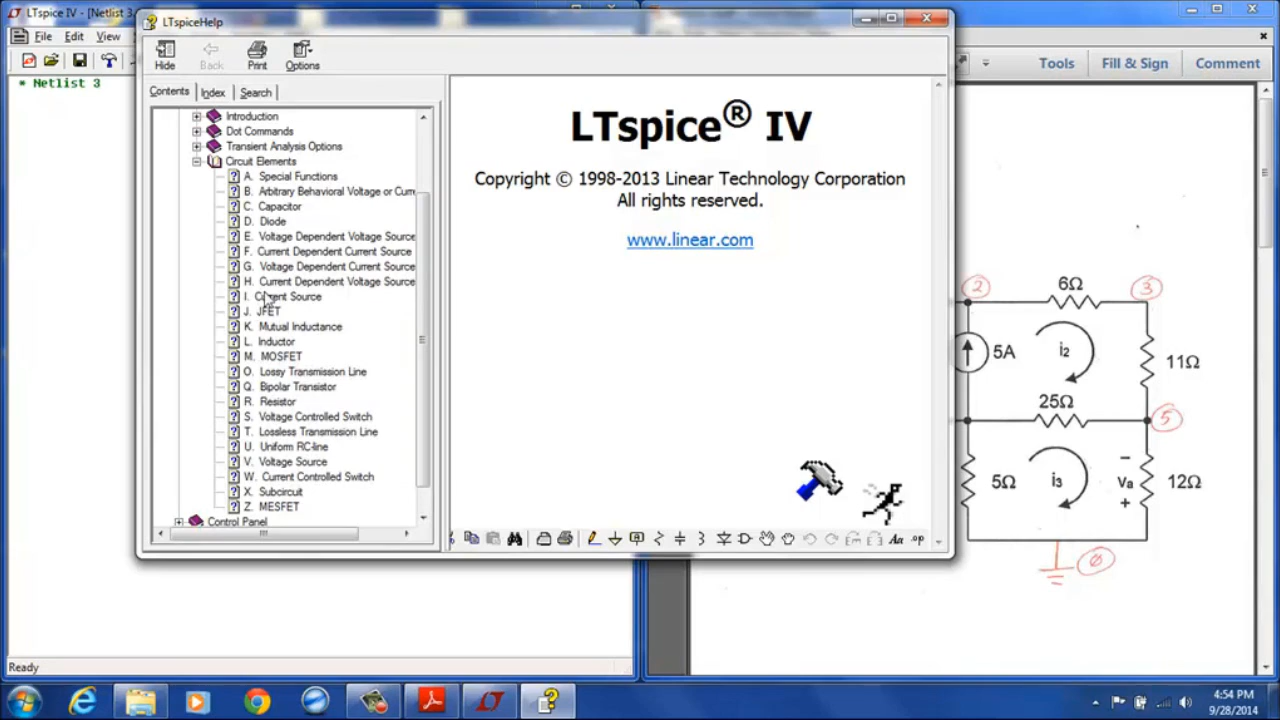 LTspice IV - [Netlist 3
File Edit View
* Netlist 3
LTspiceHelp
Hide Back Print Options
Contents Index Search
Introduction
Dot Commands
Transient Analysis Options
Circuit Elements
A. Special Functions
B. Arbitrary Behavioral Voltage or Curr
C. Capacitor
D. Diode
E. Voltage Dependent Voltage Source
F. Current Dependent Current Source
G. Voltage Dependent Current Source
H. Current Dependent Voltage Source
I. Current Source
J. JFET
K. Mutual Inductance
L. Inductor
M. MOSFET
O. Lossy Transmission Line
Q. Bipolar Transistor
R. Resistor
S. Voltage Controlled Switch
T. Lossless Transmission Line
U. Uniform RC-line
V. Voltage Source
W. Current Controlled Switch
X. Subcircuit
Z. MESFET
Control Panel
LTspice® IV
Copyright © 1998-2013 Linear Technology Corporation
All rights reserved.
www.linear.com
Aa .op
Tools Fill & Sign Comment
2 6Ω 3
5A i2 11Ω
25Ω 5
5Ω i3 − va + 12Ω
0
Ready
4:54 PM
9/28/2014